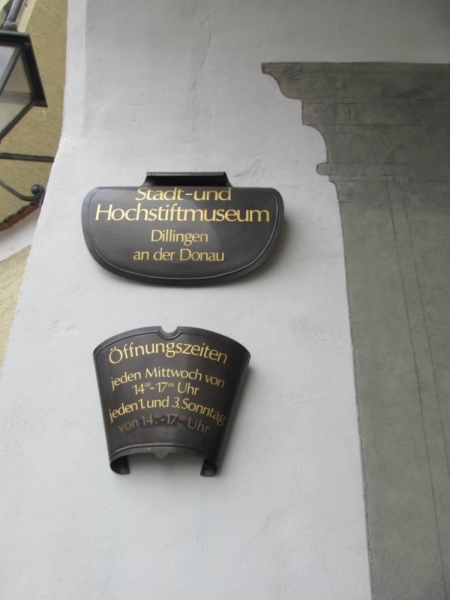 Stadt-und
Hochstiftmuseum
Dillingen
an der Donau
Öffnungszeiten
jeden Mittwoch von
14⁰⁰-17⁰⁰ Uhr
jeden 1. und 3. Sonntag
von 14.-17⁰⁰ Uhr